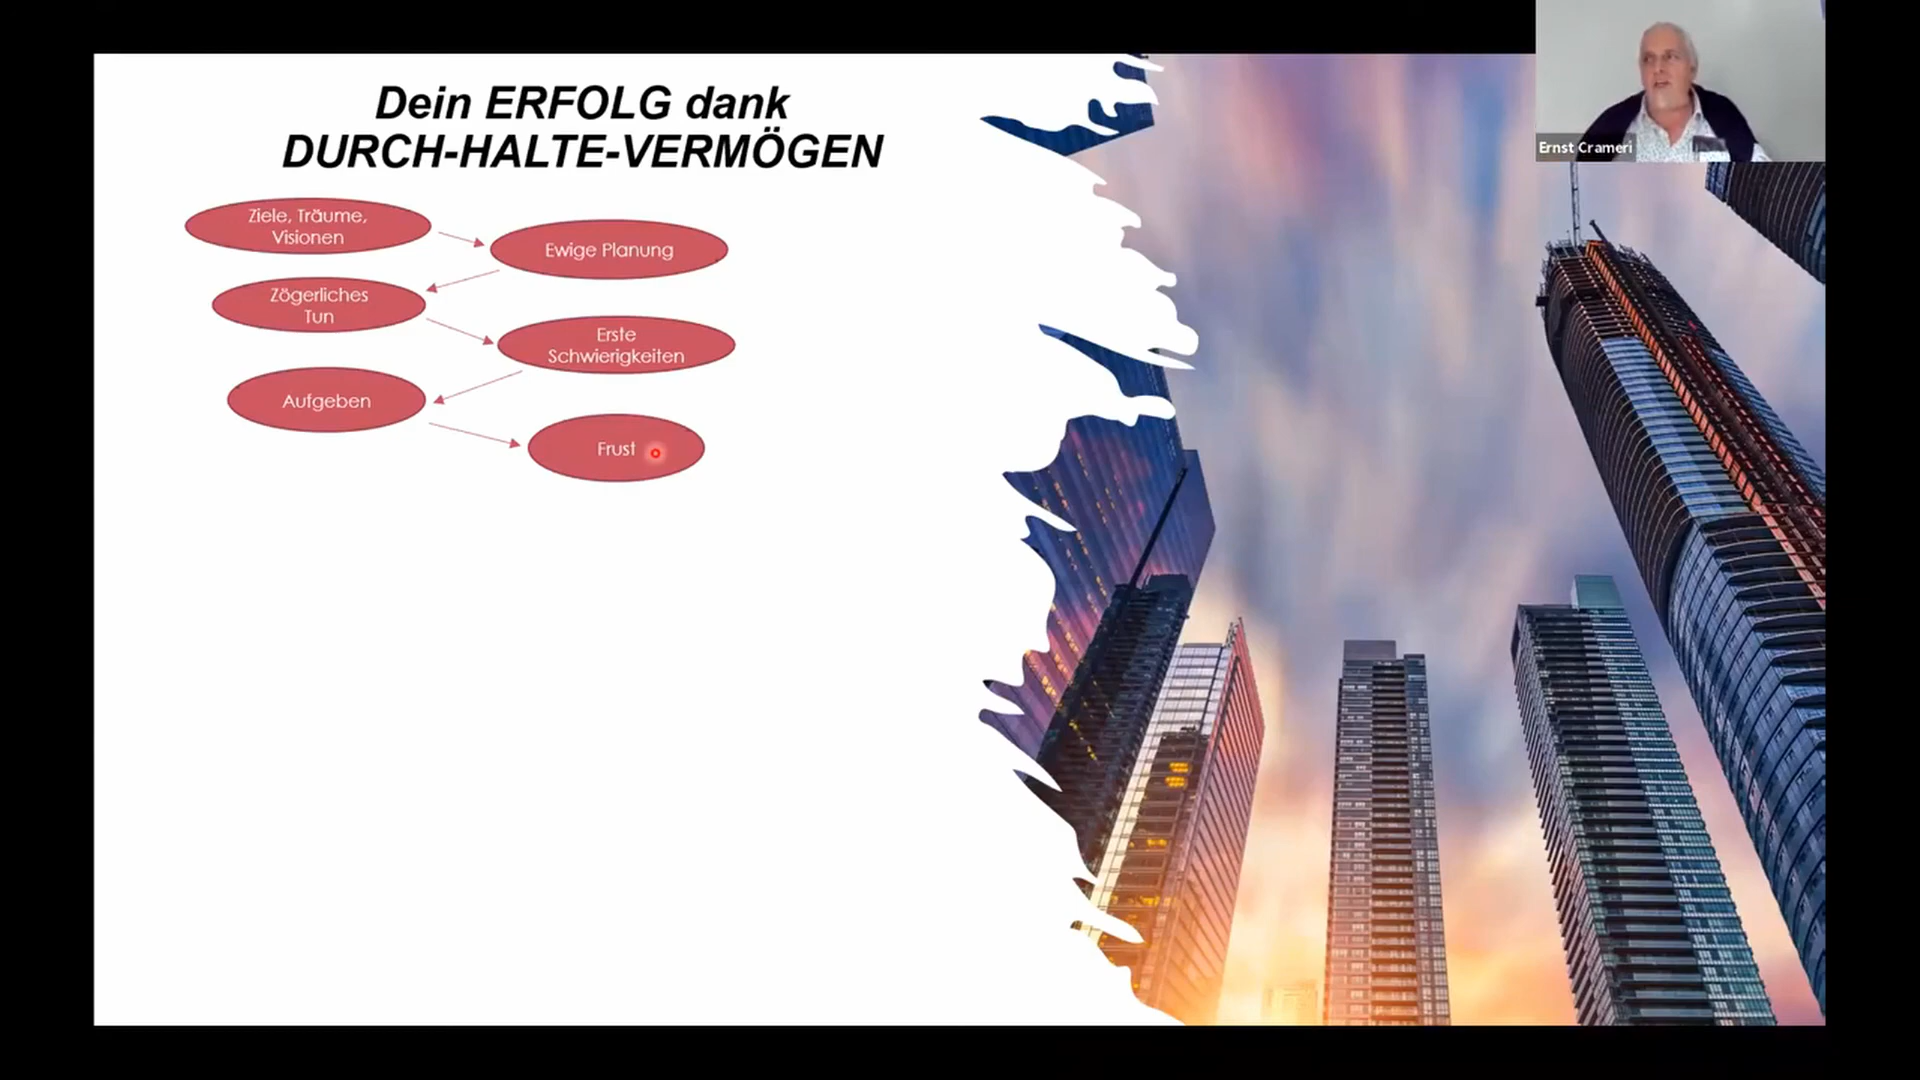 Dein ERFOLG dank
DURCH-HALTE-VERMÖGEN
Ernst Crameri
Ziele, Träume,
Visionen
Ewige Planung
Zögerliches
Tun
Erste
Schwierigkeiten
Aufgeben
Frust